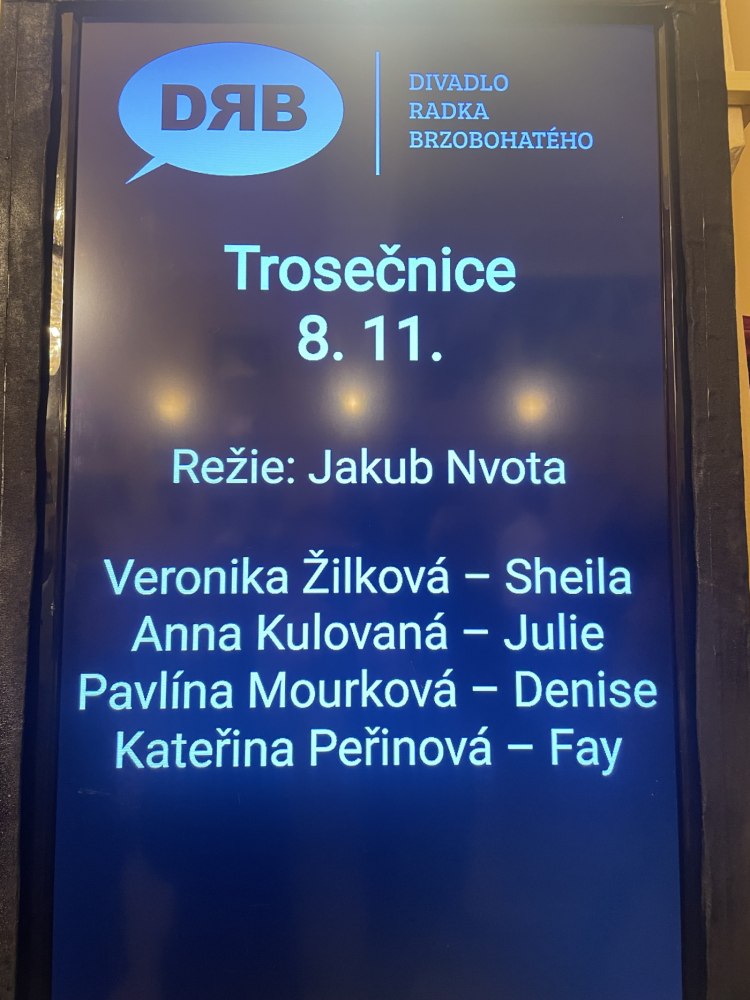 DЯB
DIVADLO
RADKA
BRZOBOHATÉHO
Trosečnice
8. 11.
Režie: Jakub Nvota
Veronika Žilková – Sheila
Anna Kulovaná – Julie
Pavlína Mourková – Denise
Kateřina Peřinová – Fay